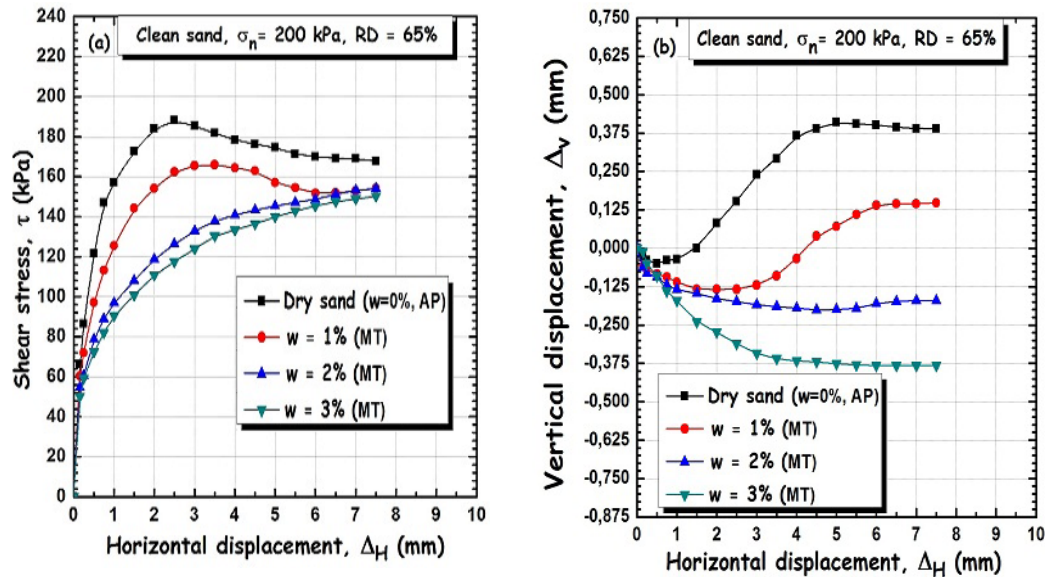 (a)
Clean sand, σn= 200 kPa, RD = 65%
Shear stress, τ (kPa)
240
220
200
180
160
140
120
100
80
60
40
20
0
Dry sand (w=0%, AP)
w = 1% (MT)
w = 2% (MT)
w = 3% (MT)
0 1 2 3 4 5 6 7 8 9 10
Horizontal displacement, ΔH (mm)
(b)
Clean sand, σn= 200 kPa, RD = 65%
Vertical displacement, Δv (mm)
0,750
0,625
0,500
0,375
0,250
0,125
0,000
-0,125
-0,250
-0,375
-0,500
-0,625
-0,750
-0,875
Dry sand (w=0%, AP)
w = 1% (MT)
w = 2% (MT)
w = 3% (MT)
0 1 2 3 4 5 6 7 8 9 10
Horizontal displacement, ΔH (mm)